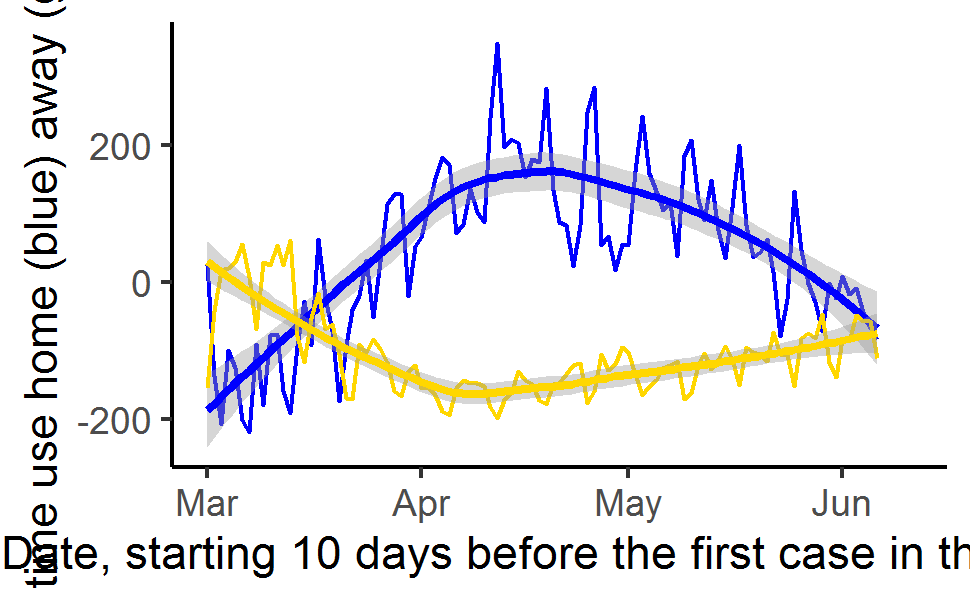 time use home (blue) away (
200
0
-200
Mar Apr May Jun
Date, starting 10 days before the first case in th